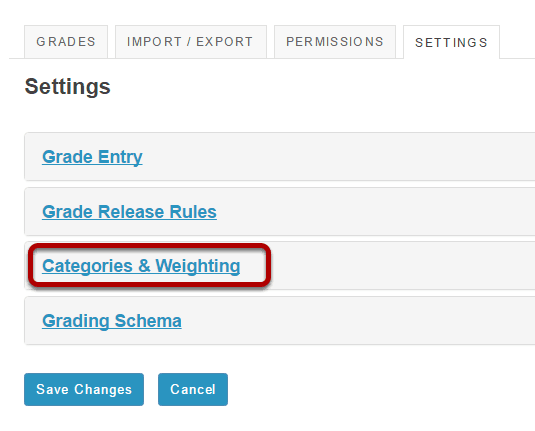 GRADES IMPORT / EXPORT PERMISSIONS SETTINGS
Settings
Grade Entry
Grade Release Rules
Categories & Weighting
Grading Schema
Save Changes Cancel